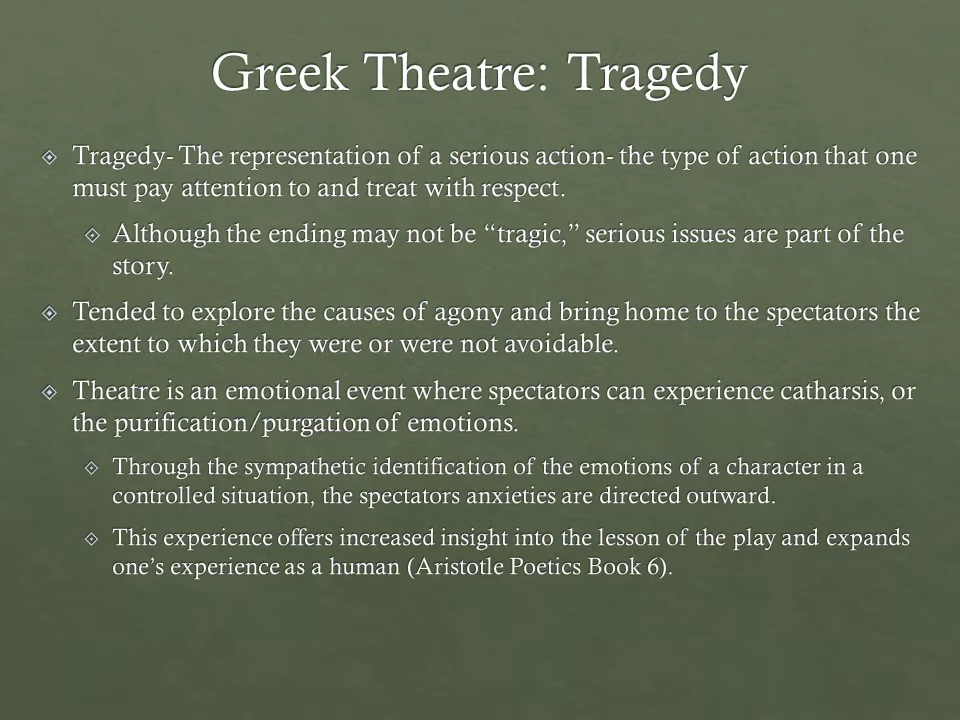 Greek Theatre: Tragedy
Tragedy- The representation of a serious action- the type of action that one
must pay attention to and treat with respect.
Although the ending may not be “tragic,” serious issues are part of the
story.
Tended to explore the causes of agony and bring home to the spectators the
extent to which they were or were not avoidable.
Theatre is an emotional event where spectators can experience catharsis, or
the purification/purgation of emotions.
Through the sympathetic identification of the emotions of a character in a
controlled situation, the spectators anxieties are directed outward.
This experience offers increased insight into the lesson of the play and expands
one’s experience as a human (Aristotle Poetics Book 6).